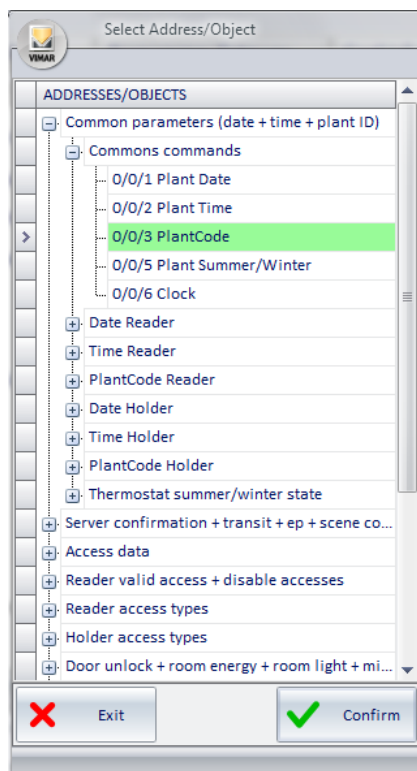 Select Address/Object
VIMAR
ADDRESSES/OBJECTS
Common parameters (date + time + plant ID)
Commons commands
0/0/1 Plant Date
0/0/2 Plant Time
0/0/3 PlantCode
0/0/5 Plant Summer/Winter
0/0/6 Clock
Date Reader
Time Reader
PlantCode Reader
Date Holder
Time Holder
PlantCode Holder
Thermostat summer/winter state
Server confirmation + transit + ep + scene co...
Access data
Reader valid access + disable accesses
Reader access types
Holder access types
Door unlock + room energy + room light + mi...
Exit
Confirm